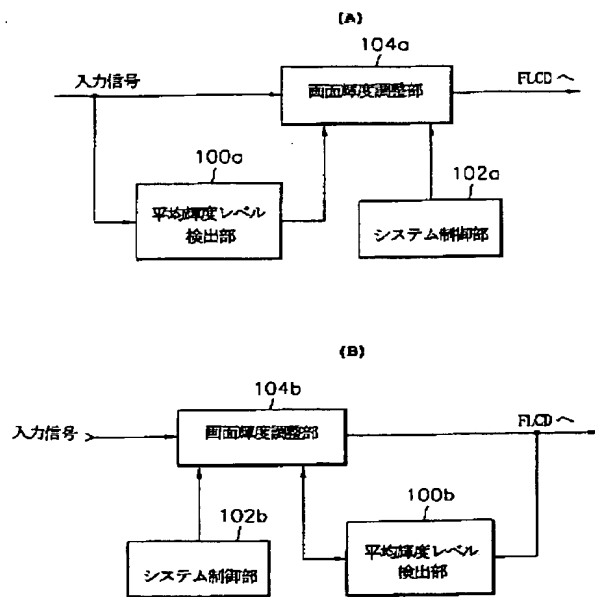 (A)
104a
入力信号
画面輝度調整部
FLCDへ
100a
平均輝度レベル
検出部
102a
システム制御部
(B)
104b
入力信号
画面輝度調整部
FLCDへ
102b
システム制御部
100b
平均輝度レベル
検出部